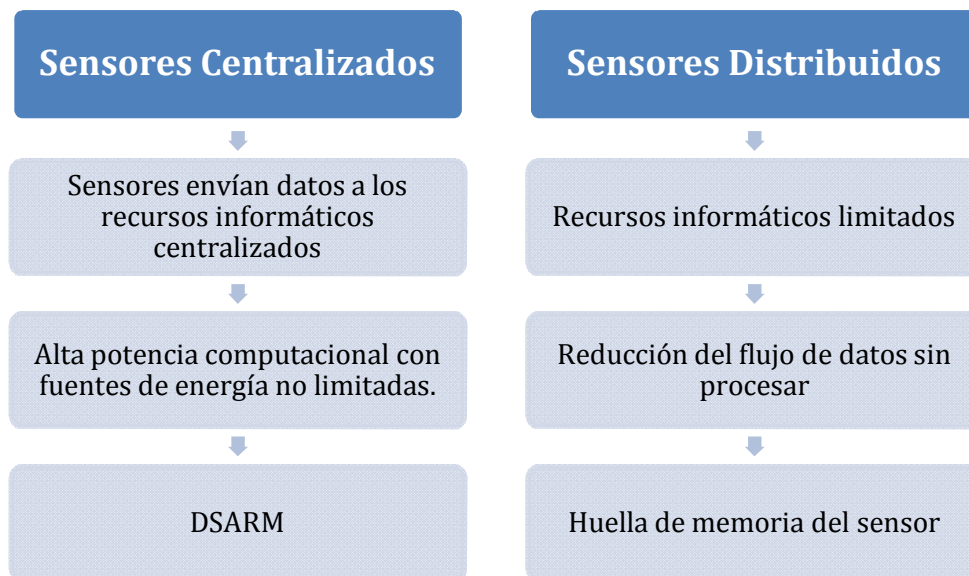 Sensores Centralizados
Sensores envían datos a los
recursos informáticos
centralizados
Alta potencia computacional con
fuentes de energía no limitadas.
DSARM
Sensores Distribuidos
Recursos informáticos limitados
Reducción del flujo de datos sin
procesar
Huella de memoria del sensor